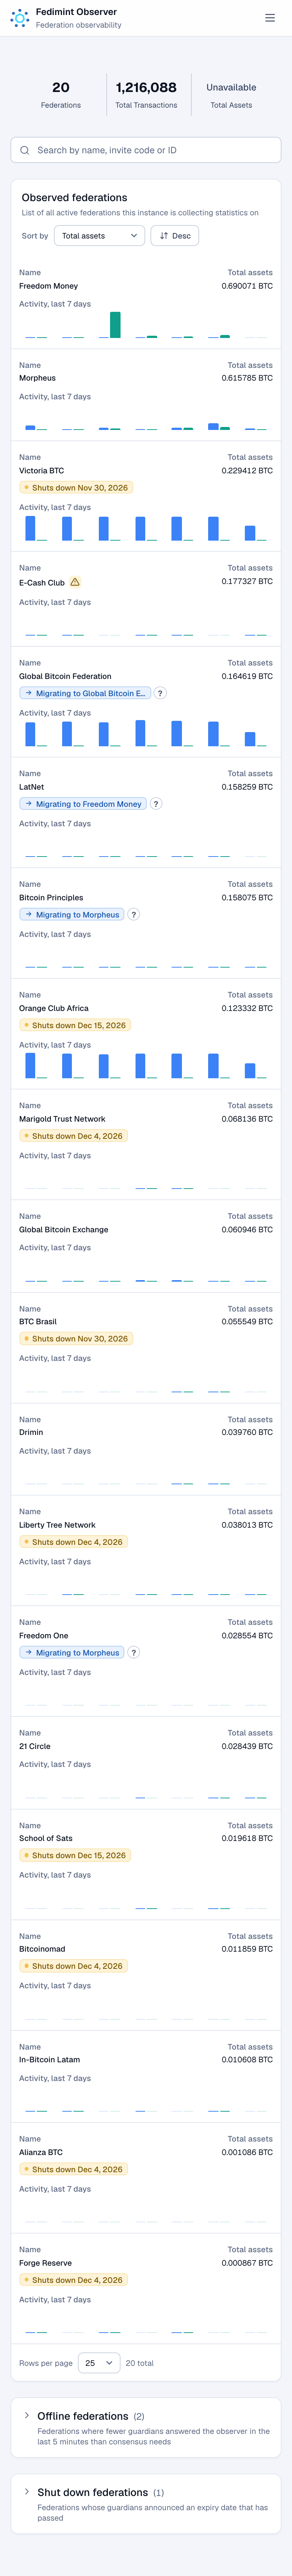 Fedimint Observer
Federation observability
20
Federations
1,216,088
Total Transactions
Unavailable
Total Assets
Search by name, invite code or ID
Observed federations
List of all active federations this instance is collecting statistics on
Sort by
Total assets
Desc
Name
Total assets
Freedom Money
0.690071 BTC
Activity, last 7 days
Name
Total assets
Morpheus
0.615785 BTC
Activity, last 7 days
Name
Total assets
Victoria BTC
0.229412 BTC
Shuts down Nov 30, 2026
Activity, last 7 days
Name
Total assets
E-Cash Club
0.177327 BTC
Activity, last 7 days
Name
Total assets
Global Bitcoin Federation
0.164619 BTC
Migrating to Global Bitcoin E...
?
Activity, last 7 days
Name
Total assets
LatNet
0.158259 BTC
Migrating to Freedom Money
?
Activity, last 7 days
Name
Total assets
Bitcoin Principles
0.158075 BTC
Migrating to Morpheus
?
Activity, last 7 days
Name
Total assets
Orange Club Africa
0.123332 BTC
Shuts down Dec 15, 2026
Activity, last 7 days
Name
Total assets
Marigold Trust Network
0.068136 BTC
Shuts down Dec 4, 2026
Activity, last 7 days
Name
Total assets
Global Bitcoin Exchange
0.060946 BTC
Activity, last 7 days
Name
Total assets
BTC Brasil
0.055549 BTC
Shuts down Nov 30, 2026
Activity, last 7 days
Name
Total assets
Drimin
0.039760 BTC
Activity, last 7 days
Name
Total assets
Liberty Tree Network
0.038013 BTC
Shuts down Dec 4, 2026
Activity, last 7 days
Name
Total assets
Freedom One
0.028554 BTC
Migrating to Morpheus
?
Activity, last 7 days
Name
Total assets
21 Circle
0.028439 BTC
Activity, last 7 days
Name
Total assets
School of Sats
0.019618 BTC
Shuts down Dec 15, 2026
Activity, last 7 days
Name
Total assets
Bitcoinomad
0.011859 BTC
Shuts down Dec 4, 2026
Activity, last 7 days
Name
Total assets
In-Bitcoin Latam
0.010608 BTC
Activity, last 7 days
Name
Total assets
Alianza BTC
0.001086 BTC
Shuts down Dec 4, 2026
Activity, last 7 days
Name
Total assets
Forge Reserve
0.000867 BTC
Shuts down Dec 4, 2026
Activity, last 7 days
Rows per page
25
20 total
Offline federations (2)
Federations where fewer guardians answered the observer in the
last 5 minutes than consensus needs
Shut down federations (1)
Federations whose guardians announced an expiry date that has
passed